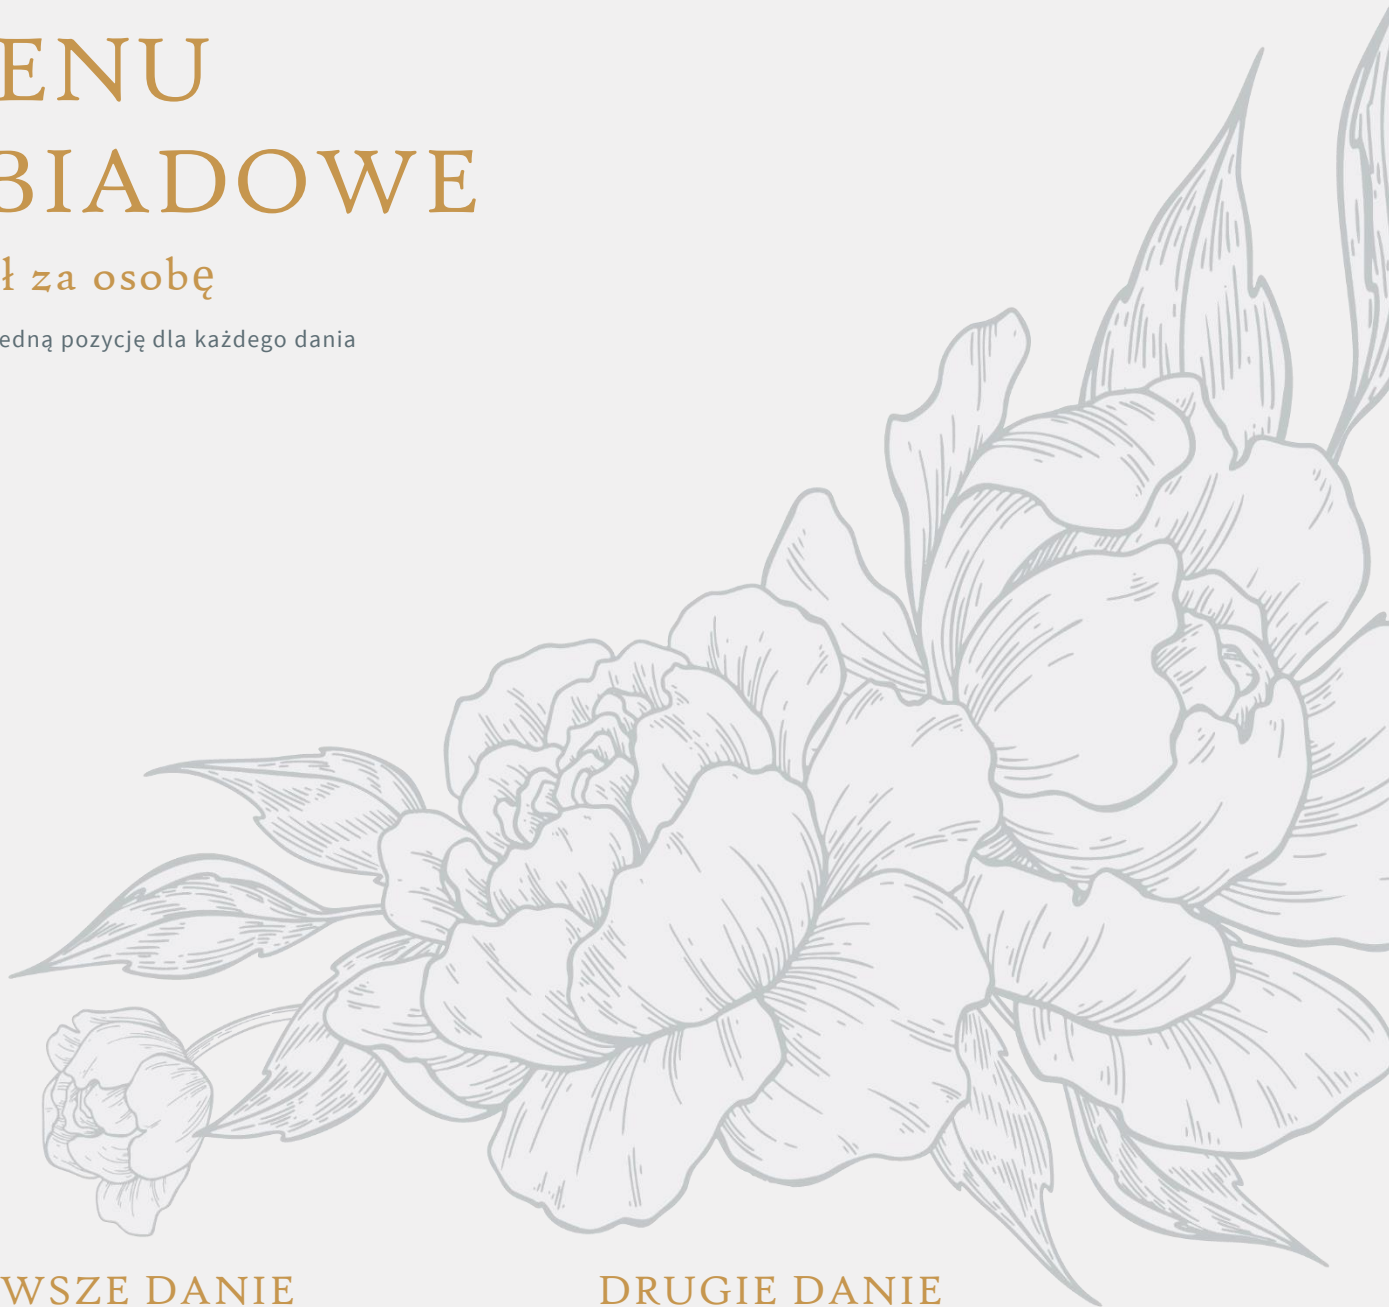 ENU
BIADOWE
ł za osobę
edną pozycję dla każdego dania
WSZE DANIE
DRUGIE DANIE